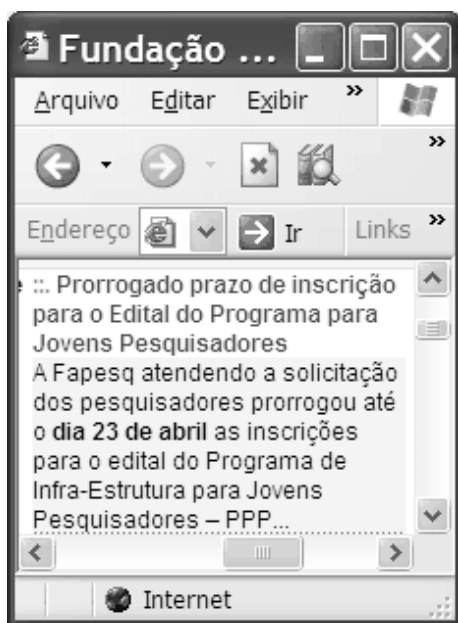 Fundação ...
Arquivo Editar Exibir »
»
Endereço Ir Links »
e ::. Prorrogado prazo de inscrição
para o Edital do Programa para
Jovens Pesquisadores
A Fapesq atendendo a solicitação
dos pesquisadores prorrogou até
o dia 23 de abril as inscrições
para o edital do Programa de
Infra-Estrutura para Jovens
Pesquisadores – PPP...
Internet